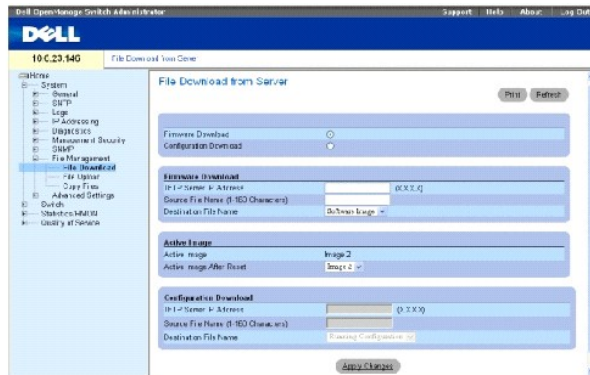 Dell OpenManage Switch Administrator
Support Help About Log Out
DELL
10.6.23.146
File Download from Server
Home
System
General
SNTP
Logs
IP Addressing
Diagnostics
Management Security
SNMP
File Management
File Download
File Upload
Copy Files
Advanced Settings
Switch
Statistics/RMON
Quality of Service
File Download from Server
Print Refresh
Firmware Download
Configuration Download
Firmware Download
TFTP Server IP Address (X.X.X.X)
Source File Name (1-160 Characters)
Destination File Name Software Image
Active Image
Active Image Image 2
Active Image After Reset Image 2
Configuration Download
TFTP Server IP Address (X.X.X.X)
Source File Name (1-160 Characters)
Destination File Name Running Configuration
Apply Changes